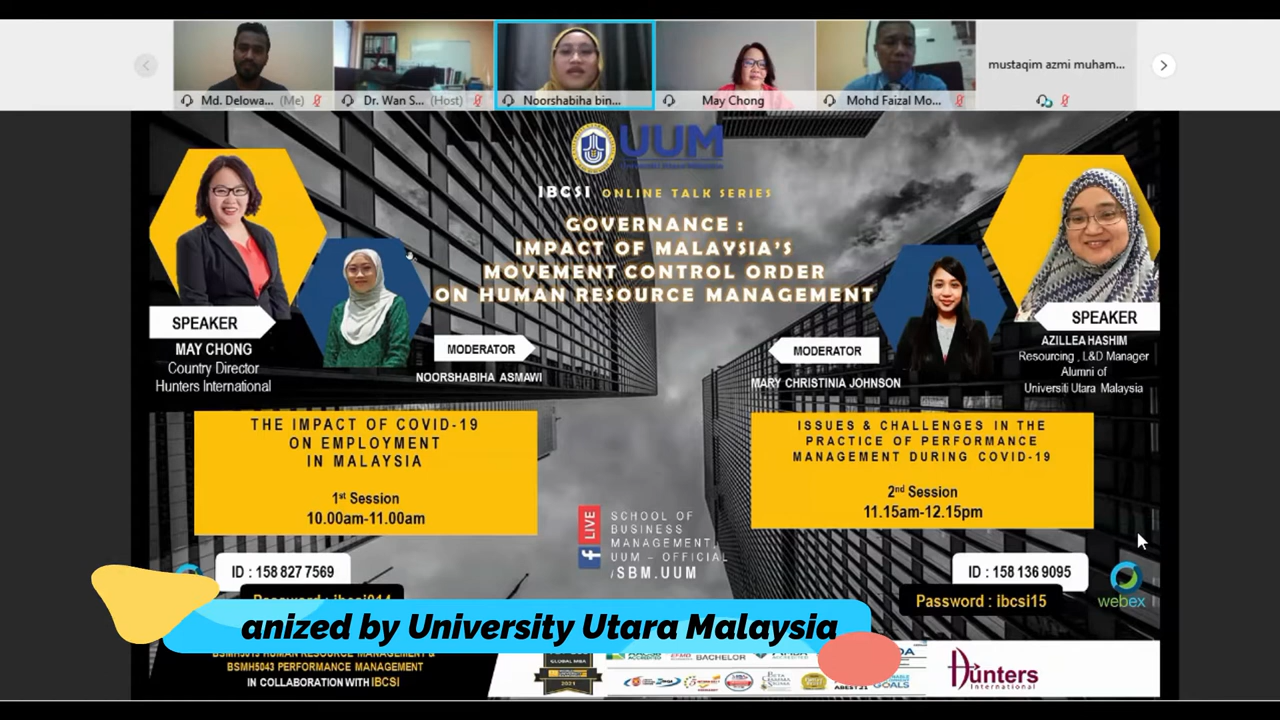 Md. Delowa... (Me)
Dr. Wan S... (Host)
Noorshabiha bin...
May Chong
Mohd Faizal Mo...
mustaqim azmi muham...
UUM
IBCSI ONLINE TALK SERIES
GOVERNANCE :
IMPACT OF MALAYSIA'S
MOVEMENT CONTROL ORDER
ON HUMAN RESOURCE MANAGEMENT
SPEAKER
MAY CHONG
Country Director
Hunters International
MODERATOR
NOORSHABIHA ASMAWI
MODERATOR
MARY CHRISTINIA JOHNSON
SPEAKER
AZILLEA HASHIM
Resourcing , L&D Manager
Alumni of
Universiti Utara Malaysia
THE IMPACT OF COVID-19
ON EMPLOYMENT
IN MALAYSIA
1st Session
10.00am-11.00am
ISSUES & CHALLENGES IN THE
PRACTICE OF PERFORMANCE
MANAGEMENT DURING COVID-19
2nd Session
11.15am-12.15pm
LIVE
SCHOOL OF
BUSINESS
MANAGEMENT,
UUM – OFFICIAL
/SBM.UUM
ID : 158 827 7569
ID : 158 136 9095
Password : ibcsi15
webex
anized by University Utara Malaysia
BSMH5043 PERFORMANCE MANAGEMENT
IN COLLABORATION WITH IBCSI
GLOBAL MBA
2021
BACHELOR
GOALS
Hunters
International